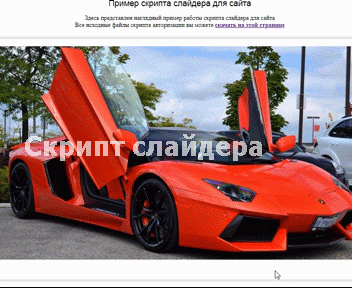 Пример скрипта слайдера для сайта
Здесь представлен наглядный пример работы скрипта слайдера для сайта
Все исходные файлы скрипта авторизации вы можете скачать на этой странице
Скрипт слайдера